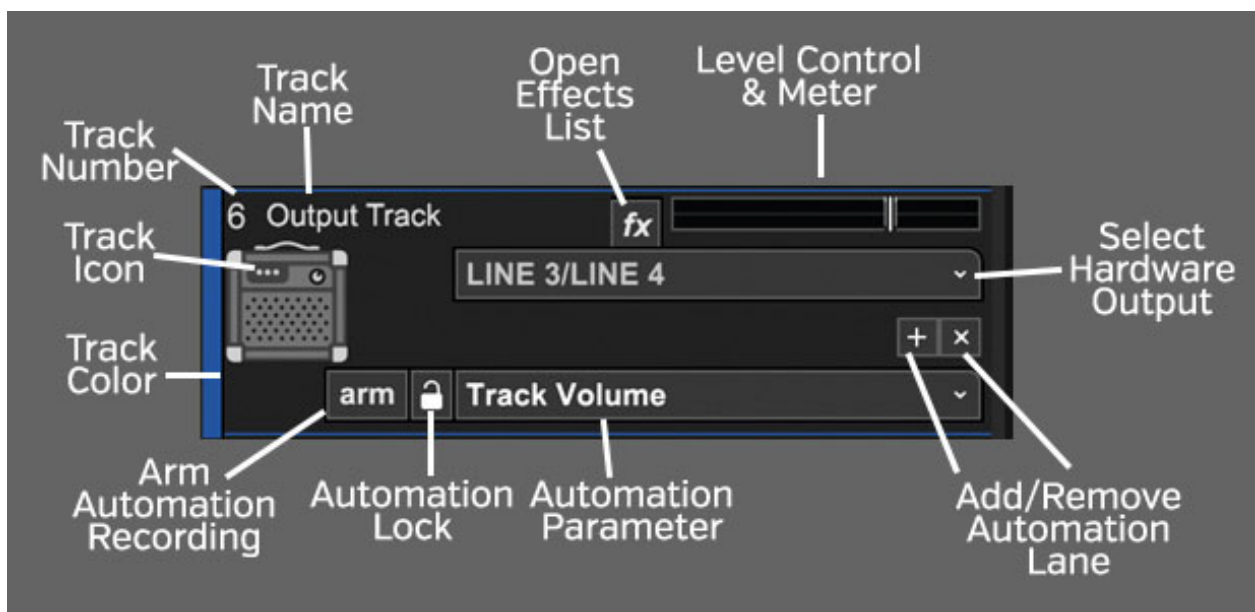 Track
Name
Open
Effects
List
Level Control
& Meter
Track
Number
6 Output Track
fx
Track
Icon
LINE 3/LINE 4
Select
Hardware
Output
Track
Color
+ ×
arm
Track Volume
Arm
Automation
Recording
Automation
Lock
Automation
Parameter
Add/Remove
Automation
Lane